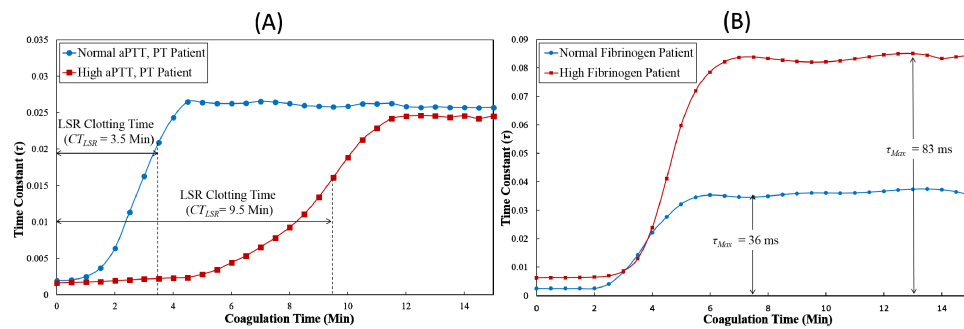 (A)
Time Constant (τ)
0.035
0.03
0.025
0.02
0.015
0.01
0.005
0
Normal aPTT, PT Patient
High aPTT, PT Patient
LSR Clotting Time
(CTLSR = 3.5 Min)
LSR Clotting Time
(CTLSR= 9.5 Min)
0 2 4 6 8 10 12 14
Coagulation Time (Min)
(B)
Time Constant (τ)
0.09
0.08
0.07
0.06
0.05
0.04
0.03
0.02
0.01
0
Normal Fibrinogen Patient
High Fibrinogen Patient
τMax = 83 ms
τMax = 36 ms
0 2 4 6 8 10 12 14
Coagulation Time (Min)